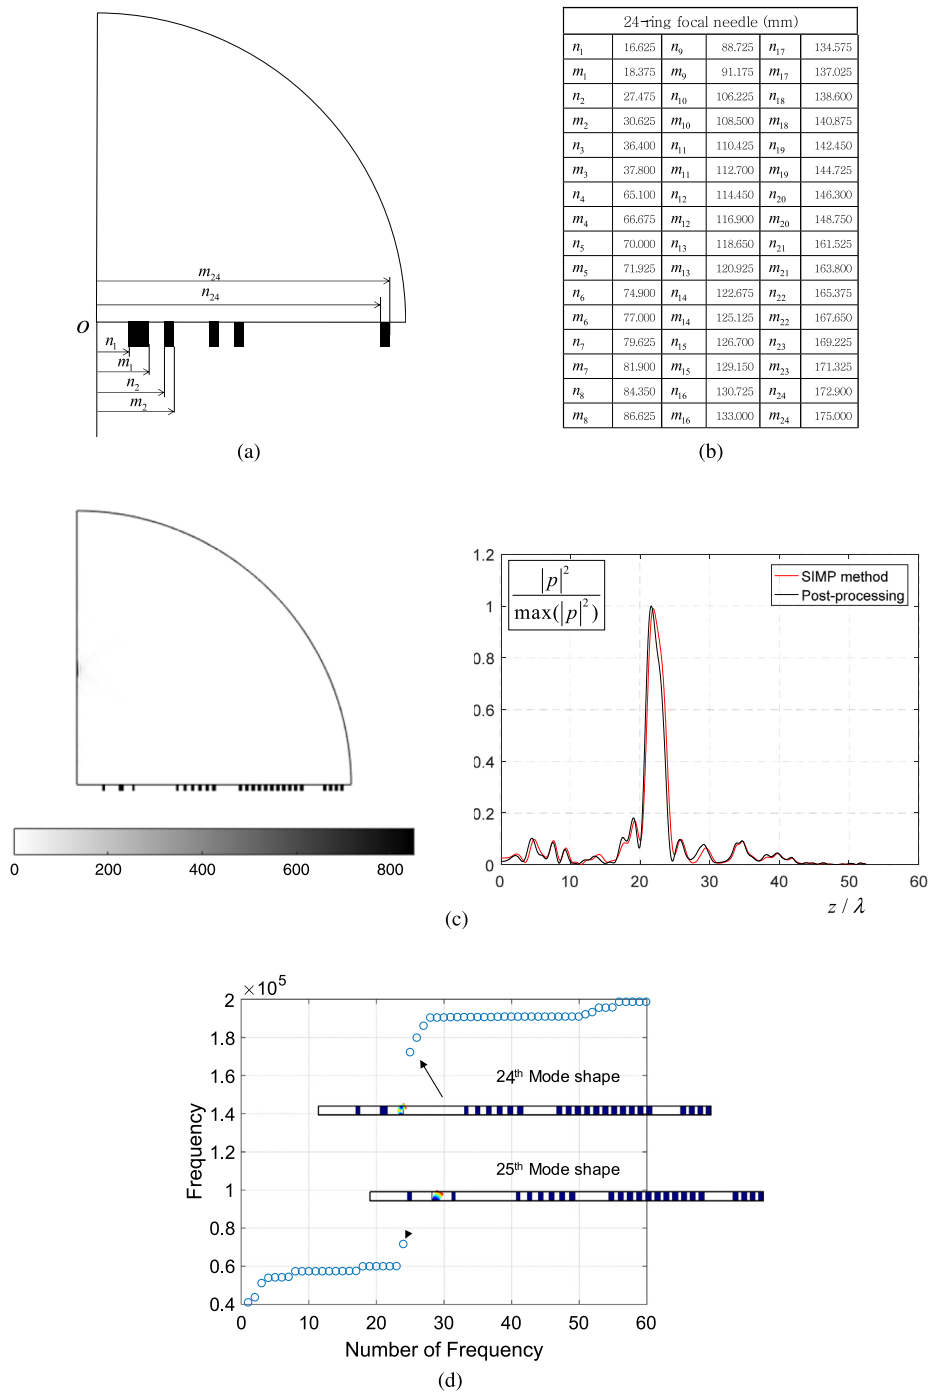 m24
n24
O
n1
m1
n2
m2
(a)
24-ring focal needle (mm)
n1 16.625 n9 88.725 n17 134.575
m1 18.375 m9 91.175 m17 137.025
n2 27.475 n10 106.225 n18 138.600
m2 30.625 m10 108.500 m18 140.875
n3 36.400 n11 110.425 n19 142.450
m3 37.800 m11 112.700 m19 144.725
n4 65.100 n12 114.450 n20 146.300
m4 66.675 m12 116.900 m20 148.750
n5 70.000 n13 118.650 n21 161.525
m5 71.925 m13 120.925 m21 163.800
n6 74.900 n14 122.675 n22 165.375
m6 77.000 m14 125.125 m22 167.650
n7 79.625 n15 126.700 n23 169.225
m7 81.900 m15 129.150 m23 171.325
n8 84.350 n16 130.725 n24 172.900
m8 86.625 m16 133.000 m24 175.000
(b)
0 200 400 600 800
1.2
1
0.8
0.6
0.4
0.2
0
|p|²
max(|p|²)
SIMP method
Post-processing
0 10 20 30 40 50 60
z / λ
(c)
×10⁵
2
1.8
1.6
1.4
1.2
1
0.8
0.6
0.4
Frequency
24th Mode shape
25th Mode shape
0 10 20 30 40 50 60
Number of Frequency
(d)